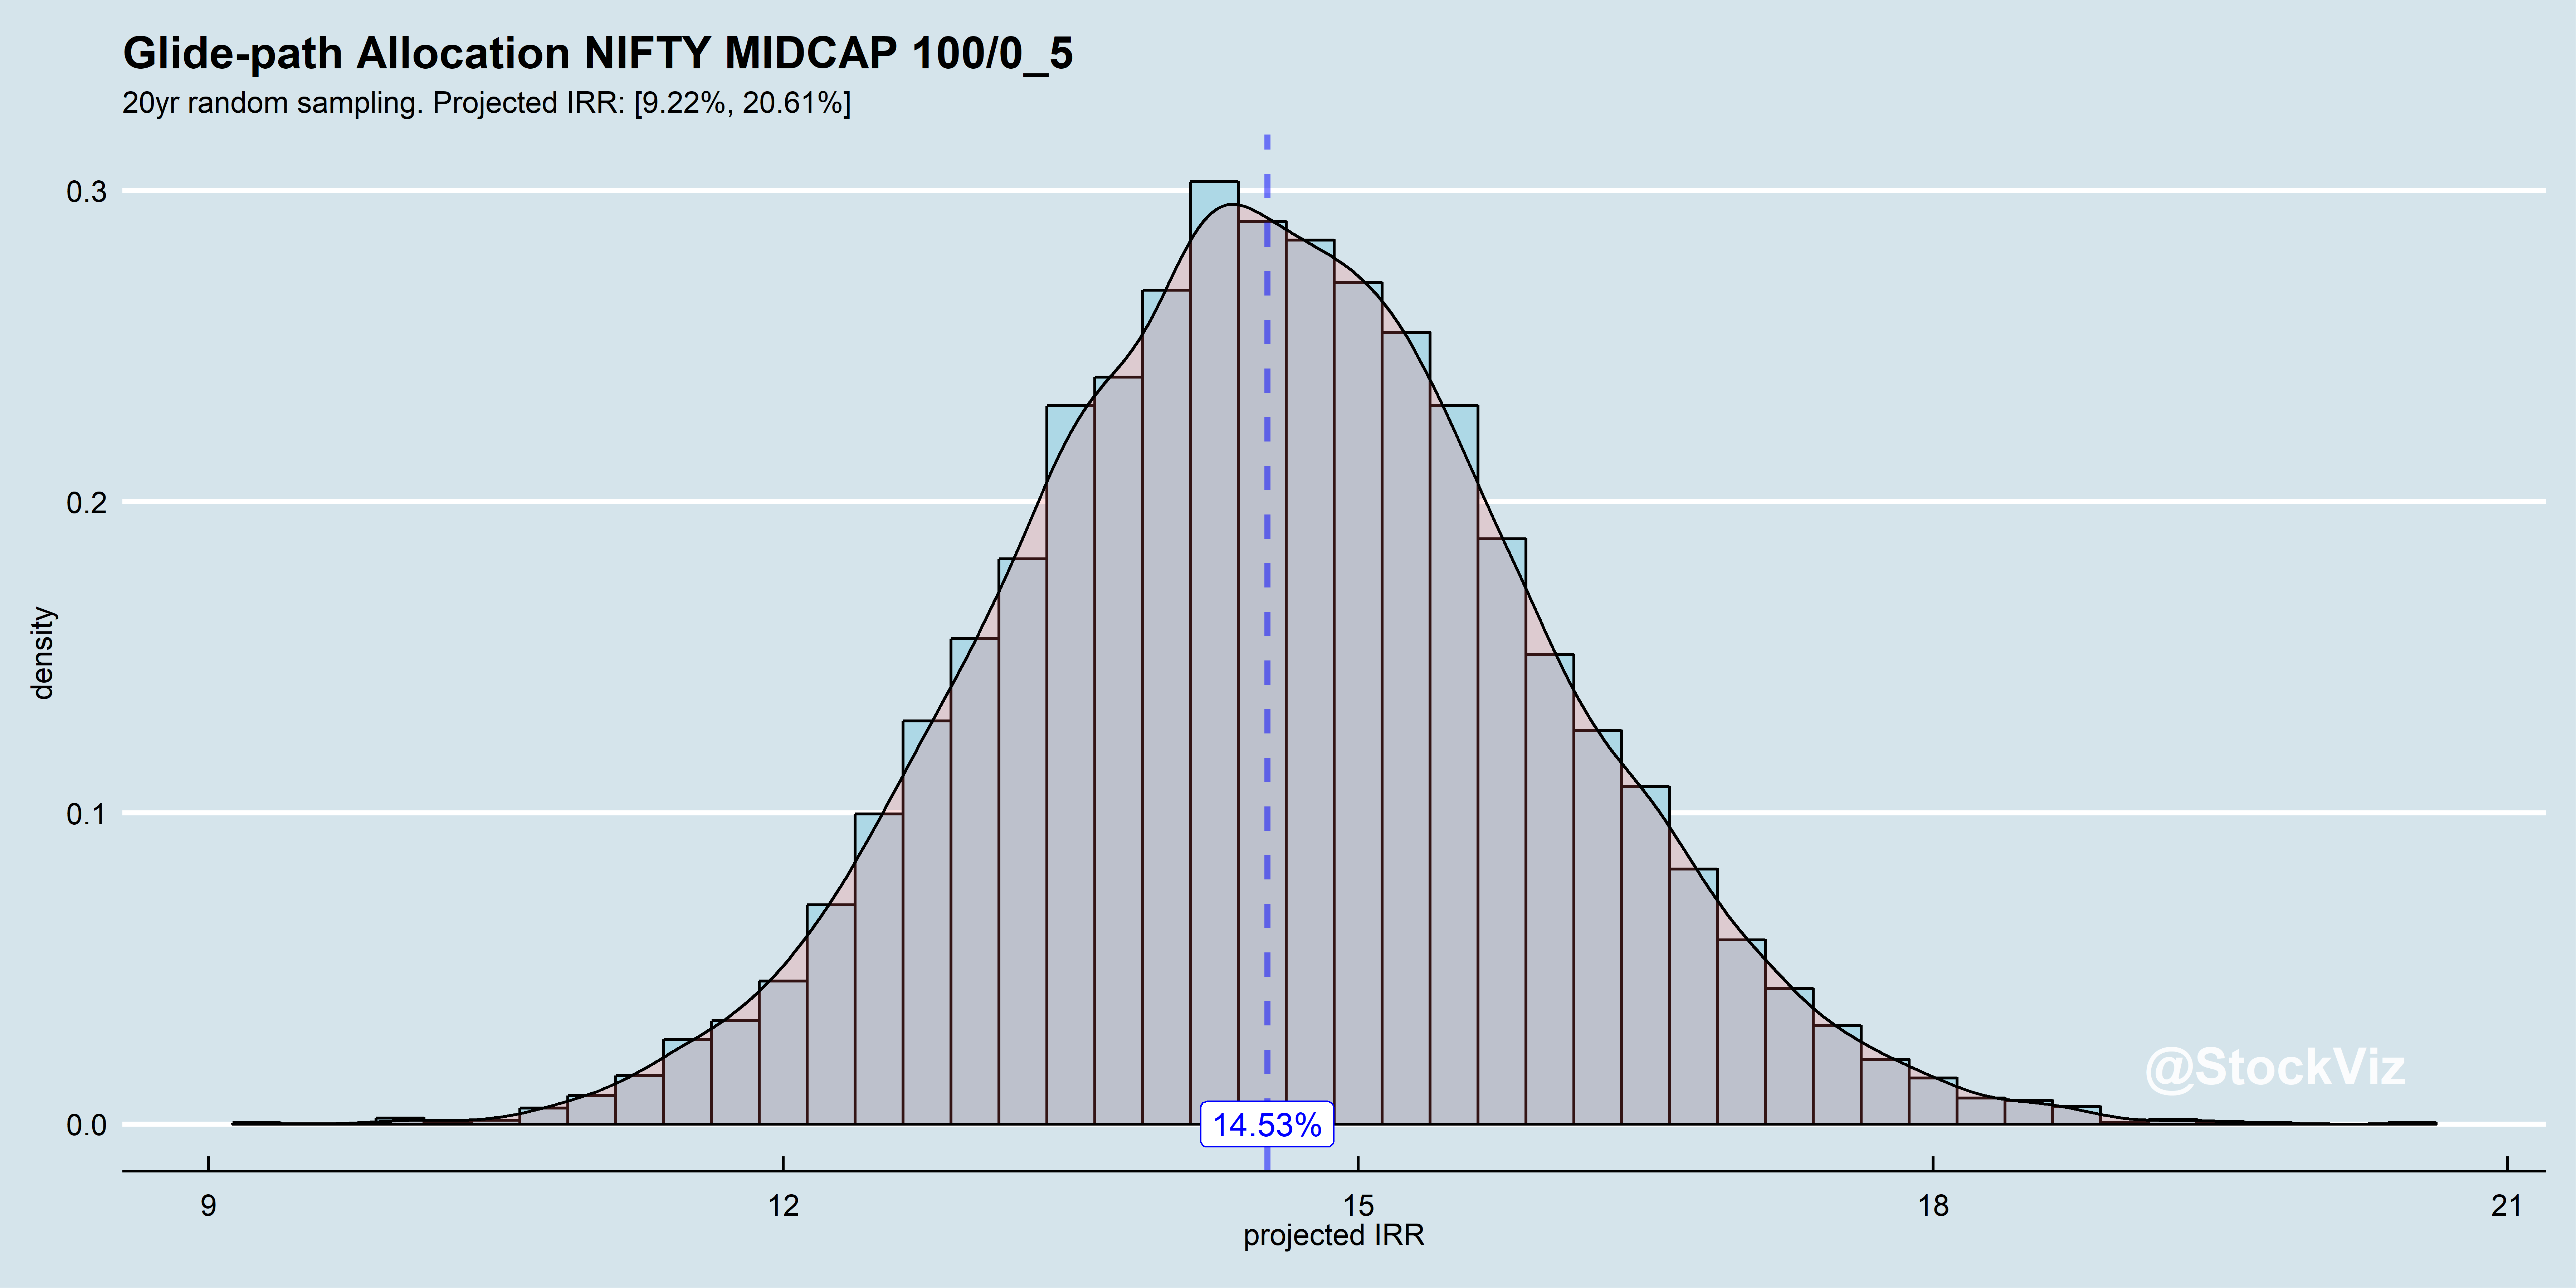 Glide-path Allocation NIFTY MIDCAP 100/0_5
20yr random sampling. Projected IRR: [9.22%, 20.61%]
0.3
0.2
0.1
0.0
density
14.53%
@StockViz
9 12 15 18 21
projected IRR